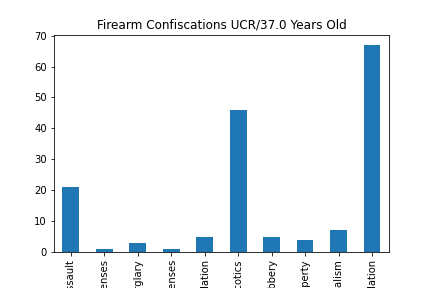 Firearm Confiscations UCR/37.0 Years Old
70
60
50
40
30
20
10
0
ssault
enses
glary
enses
lation
cotics
bbery
perty
alism
lation